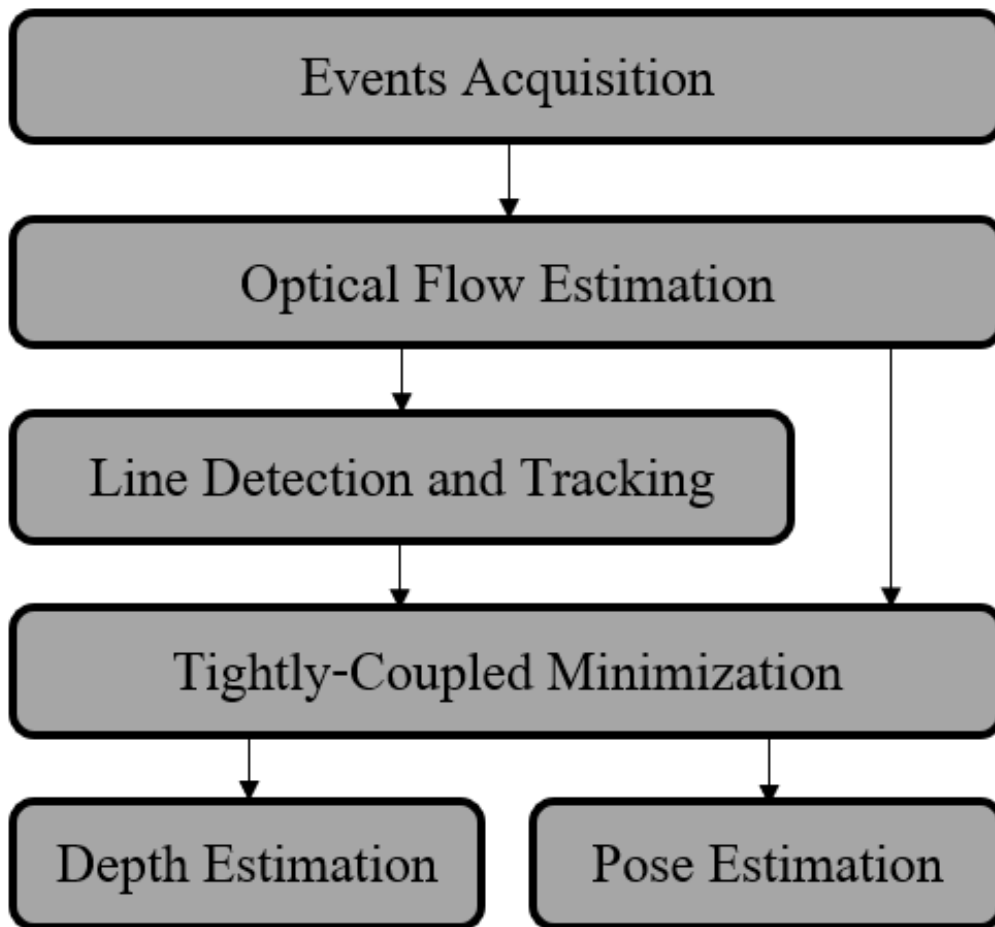 Events Acquisition
Optical Flow Estimation
Line Detection and Tracking
Tightly-Coupled Minimization
Depth Estimation
Pose Estimation